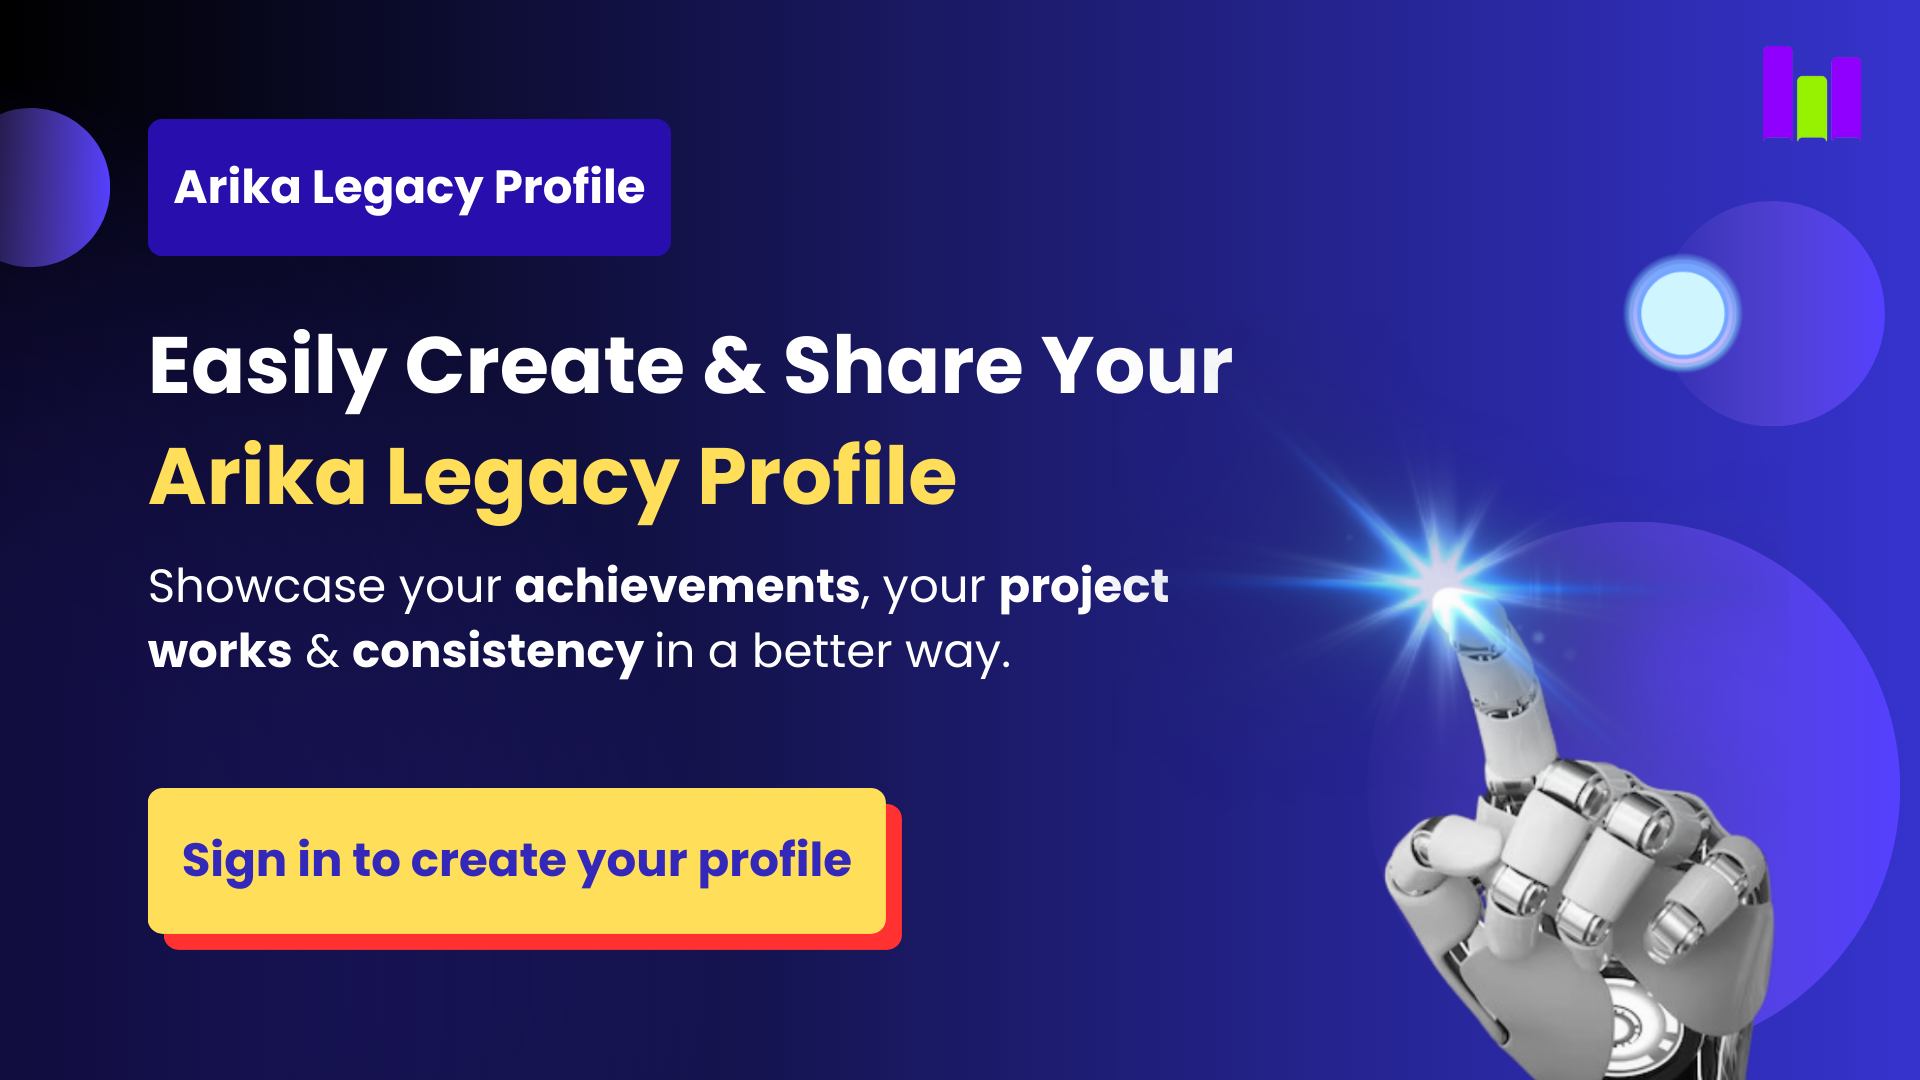 Arika Legacy Profile
Easily Create & Share Your
Arika Legacy Profile
Showcase your achievements, your project
works & consistency in a better way.
Sign in to create your profile